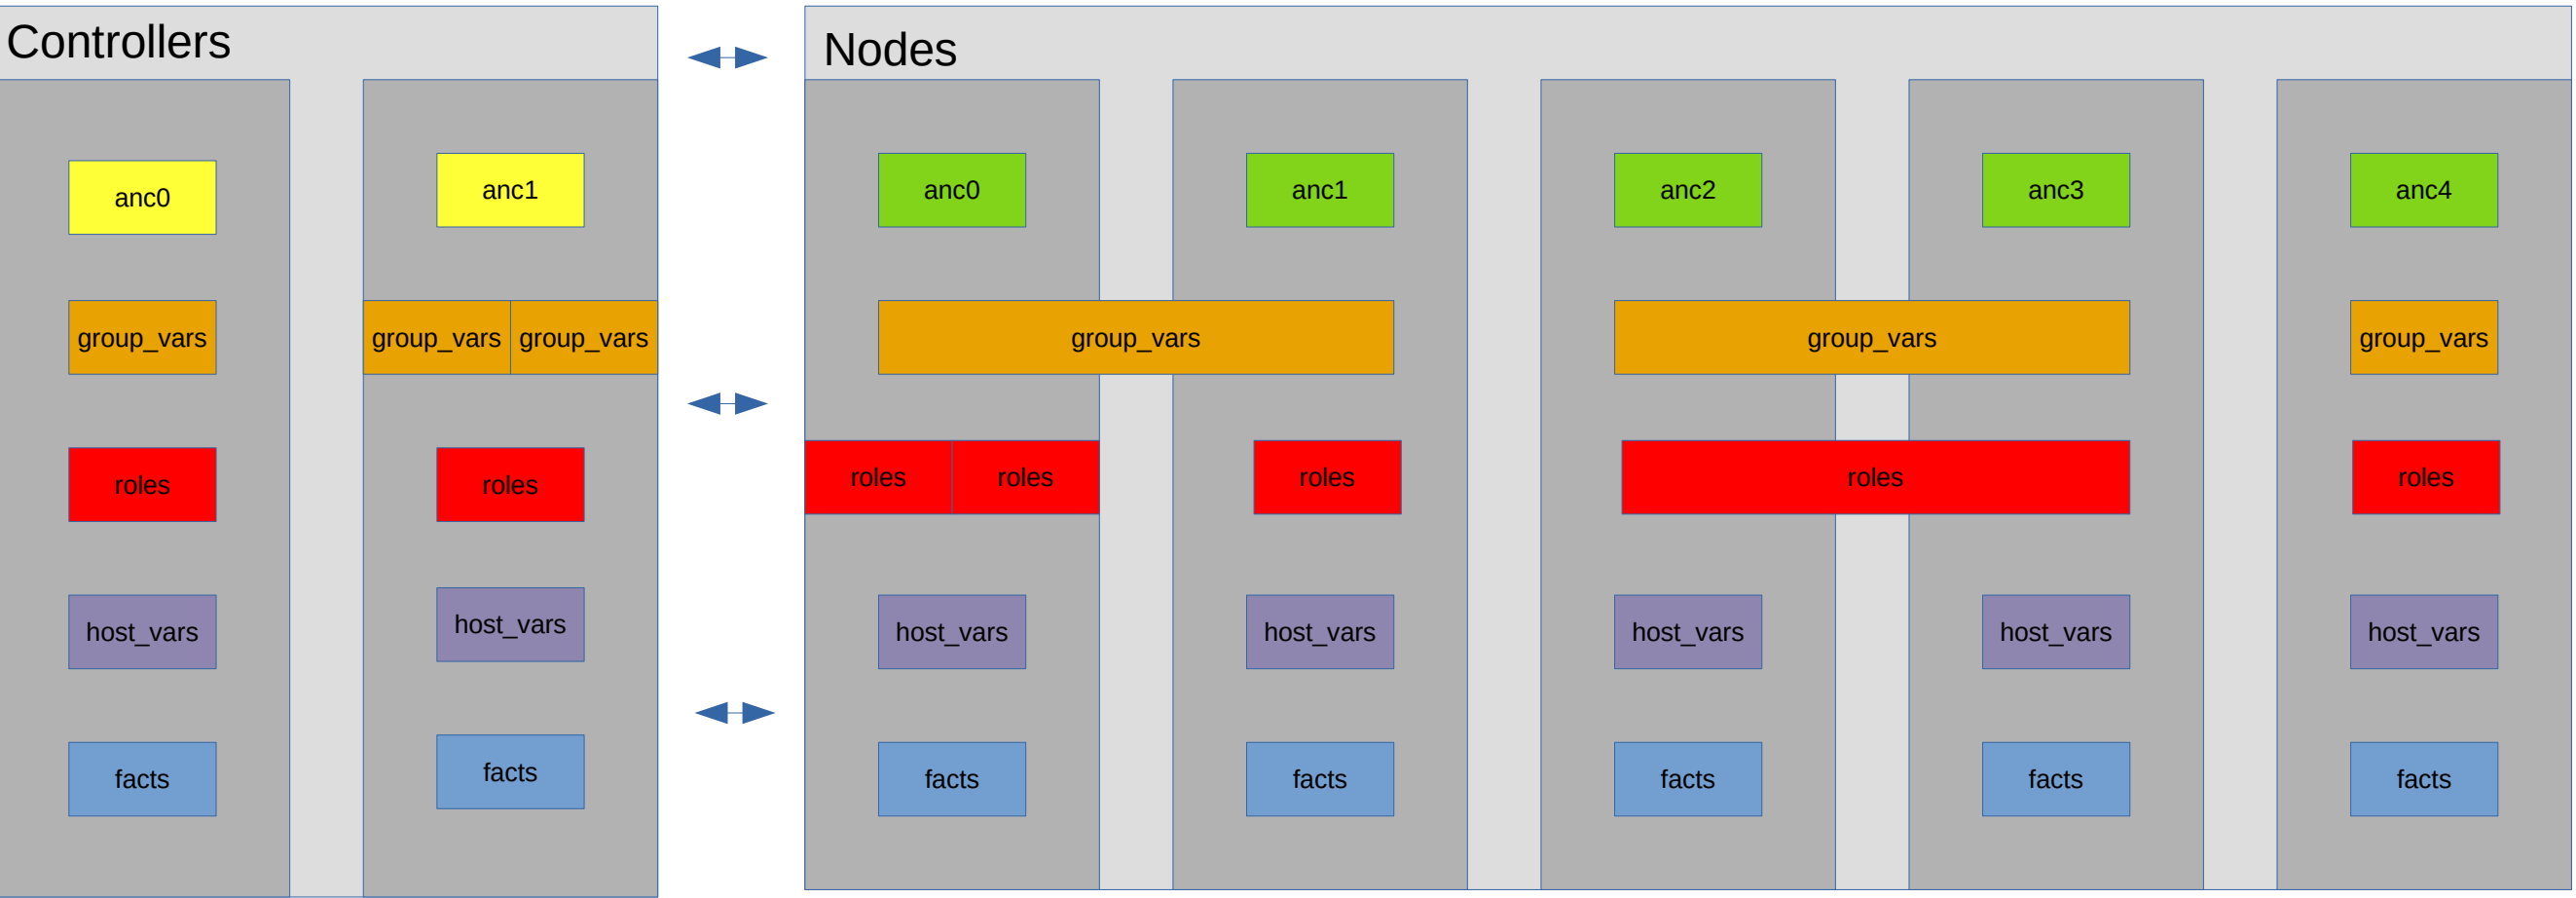 Controllers
Nodes
anc0
anc1
anc0
anc1
anc2
anc3
anc4
group_vars
group_vars
group_vars
group_vars
group_vars
group_vars
roles
roles
roles
roles
roles
roles
roles
host_vars
host_vars
host_vars
host_vars
host_vars
host_vars
host_vars
facts
facts
facts
facts
facts
facts
facts